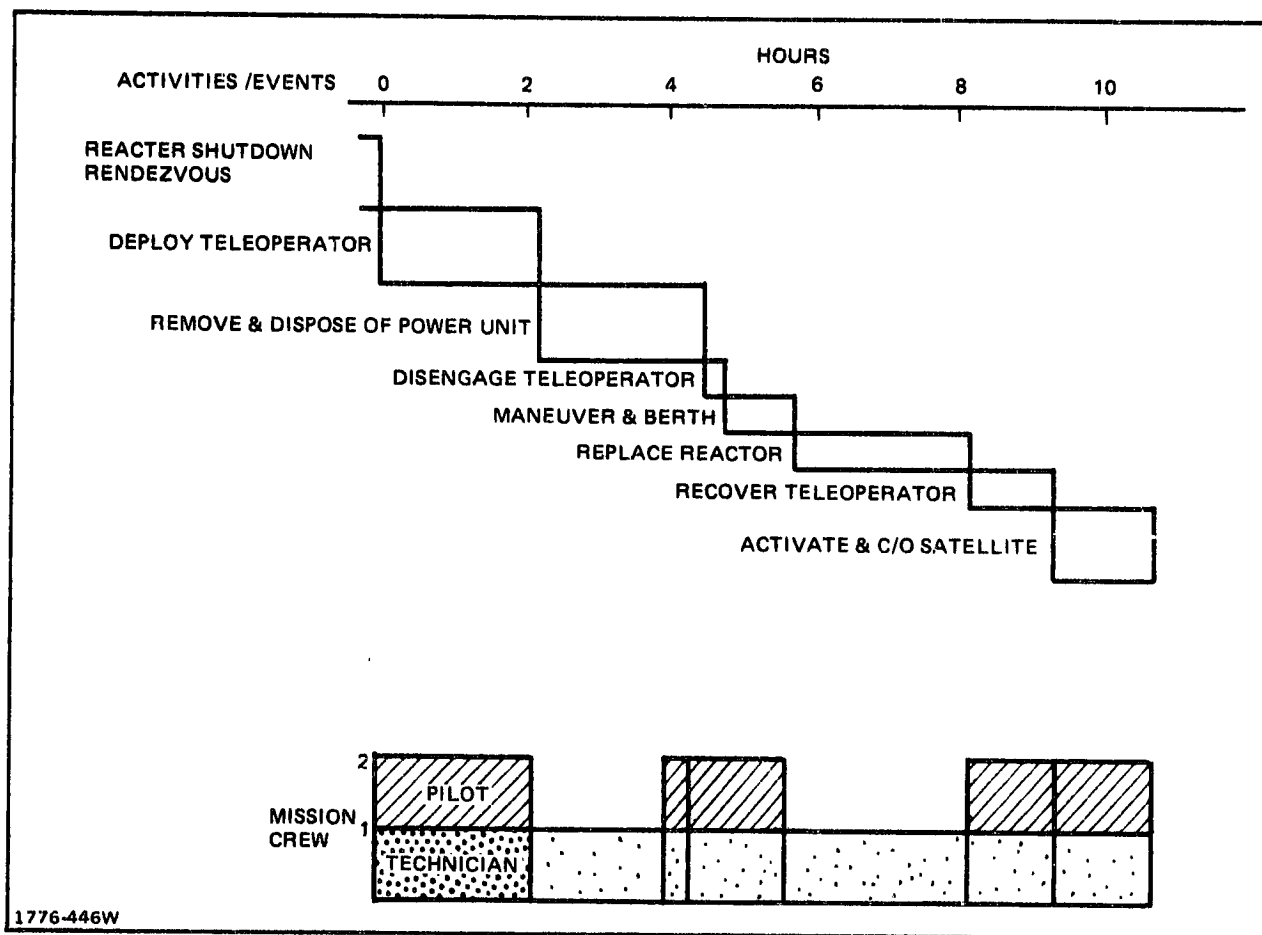 HOURS
ACTIVITIES /EVENTS 0 2 4 6 8 10
REACTER SHUTDOWN
RENDEZVOUS
DEPLOY TELEOPERATOR
REMOVE & DISPOSE OF POWER UNIT
DISENGAGE TELEOPERATOR
MANEUVER & BERTH
REPLACE REACTOR
RECOVER TELEOPERATOR
ACTIVATE & C/O SATELLITE
2
PILOT
MISSION
CREW
1
TECHNICIAN
1776-446W